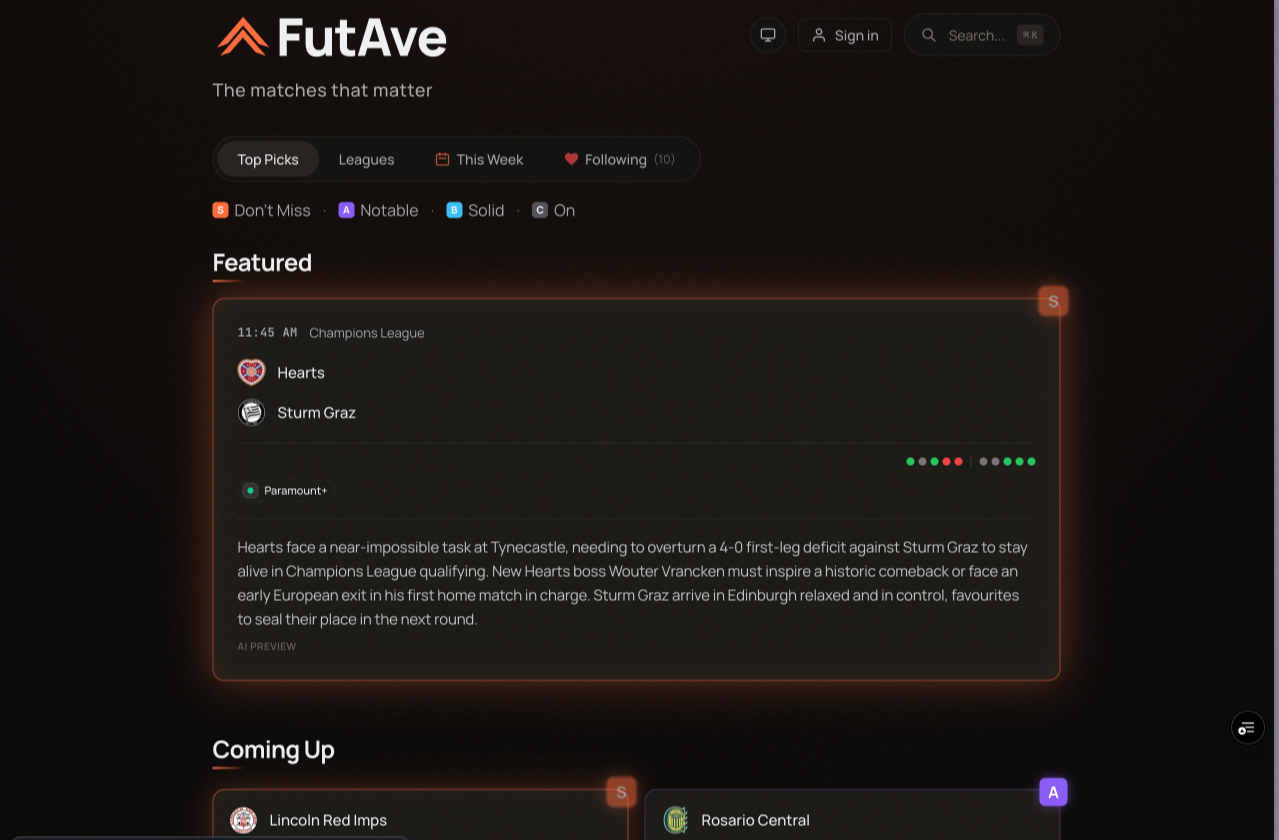 FutAve
Sign in
Search...
⌘K
The matches that matter
Top Picks
Leagues
This Week
Following (10)
S Don't Miss · A Notable · B Solid · C On
Featured
S
11:45 AM Champions League
Hearts
Sturm Graz
Paramount+
Hearts face a near-impossible task at Tynecastle, needing to overturn a 4-0 first-leg deficit against Sturm Graz to stay
alive in Champions League qualifying. New Hearts boss Wouter Vrancken must inspire a historic comeback or face an
early European exit in his first home match in charge. Sturm Graz arrive in Edinburgh relaxed and in control, favourites
to seal their place in the next round.
AI PREVIEW
Coming Up
S
Lincoln Red Imps
A
Rosario Central